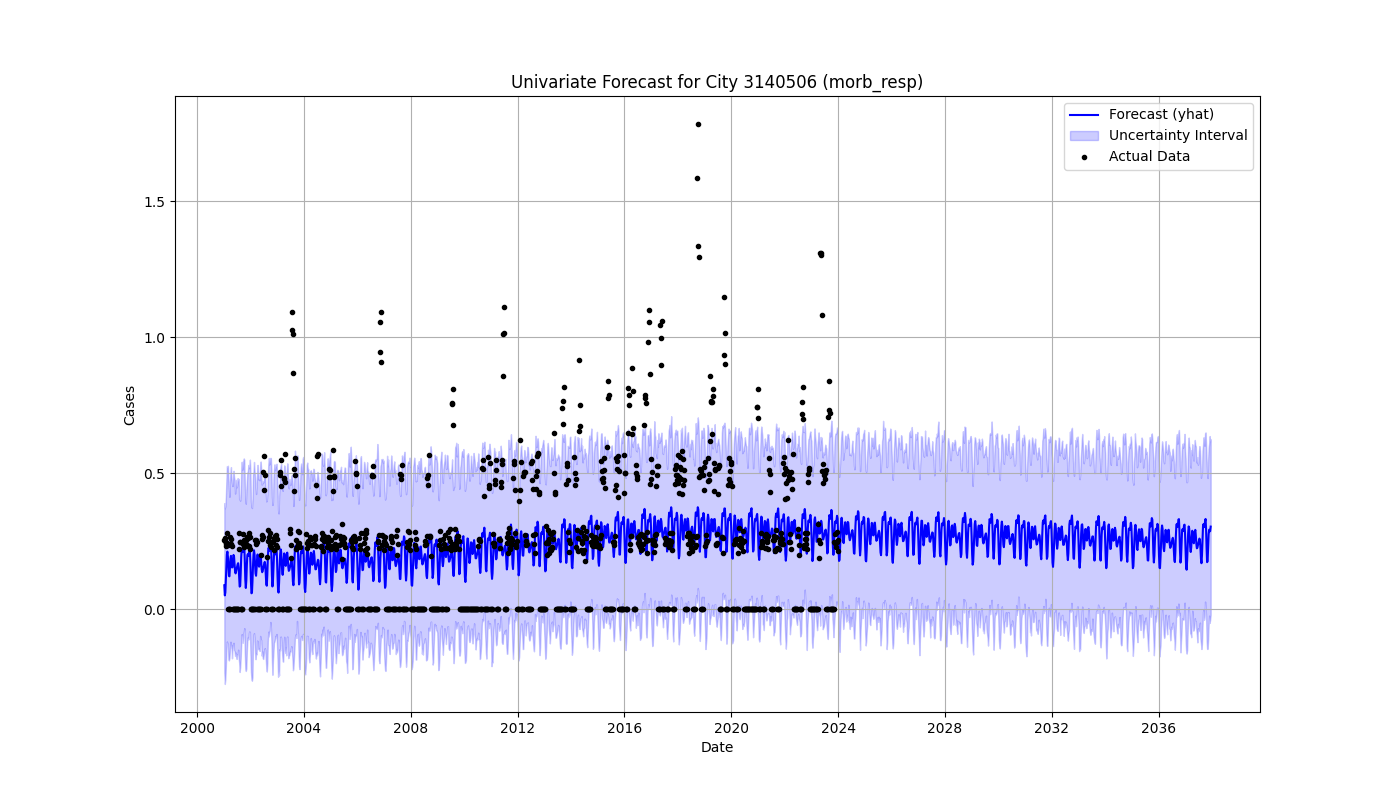 Univariate Forecast for City 3140506 (morb_resp)
Forecast (yhat)
Uncertainty Interval
Actual Data
Cases
1.5
1.0
0.5
0.0
2000 2004 2008 2012 2016 2020 2024 2028 2032 2036
Date